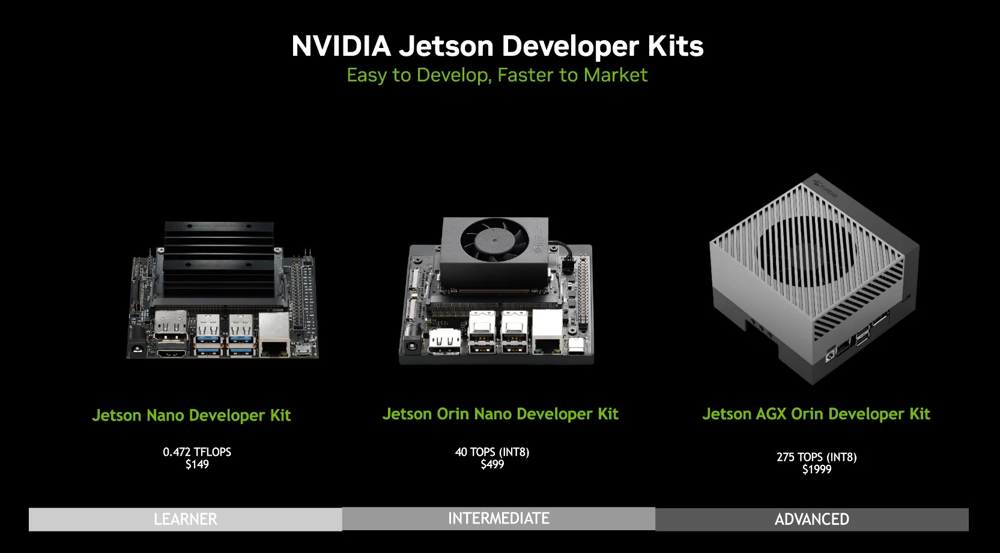 NVIDIA Jetson Developer Kits
Easy to Develop, Faster to Market
NVIDIA
NVIDIA
Jetson Nano Developer Kit
Jetson Orin Nano Developer Kit
Jetson AGX Orin Developer Kit
0.472 TFLOPS
$149
40 TOPS (INT8)
$499
275 TOPS (INT8)
$1999
LEARNER
INTERMEDIATE
ADVANCED